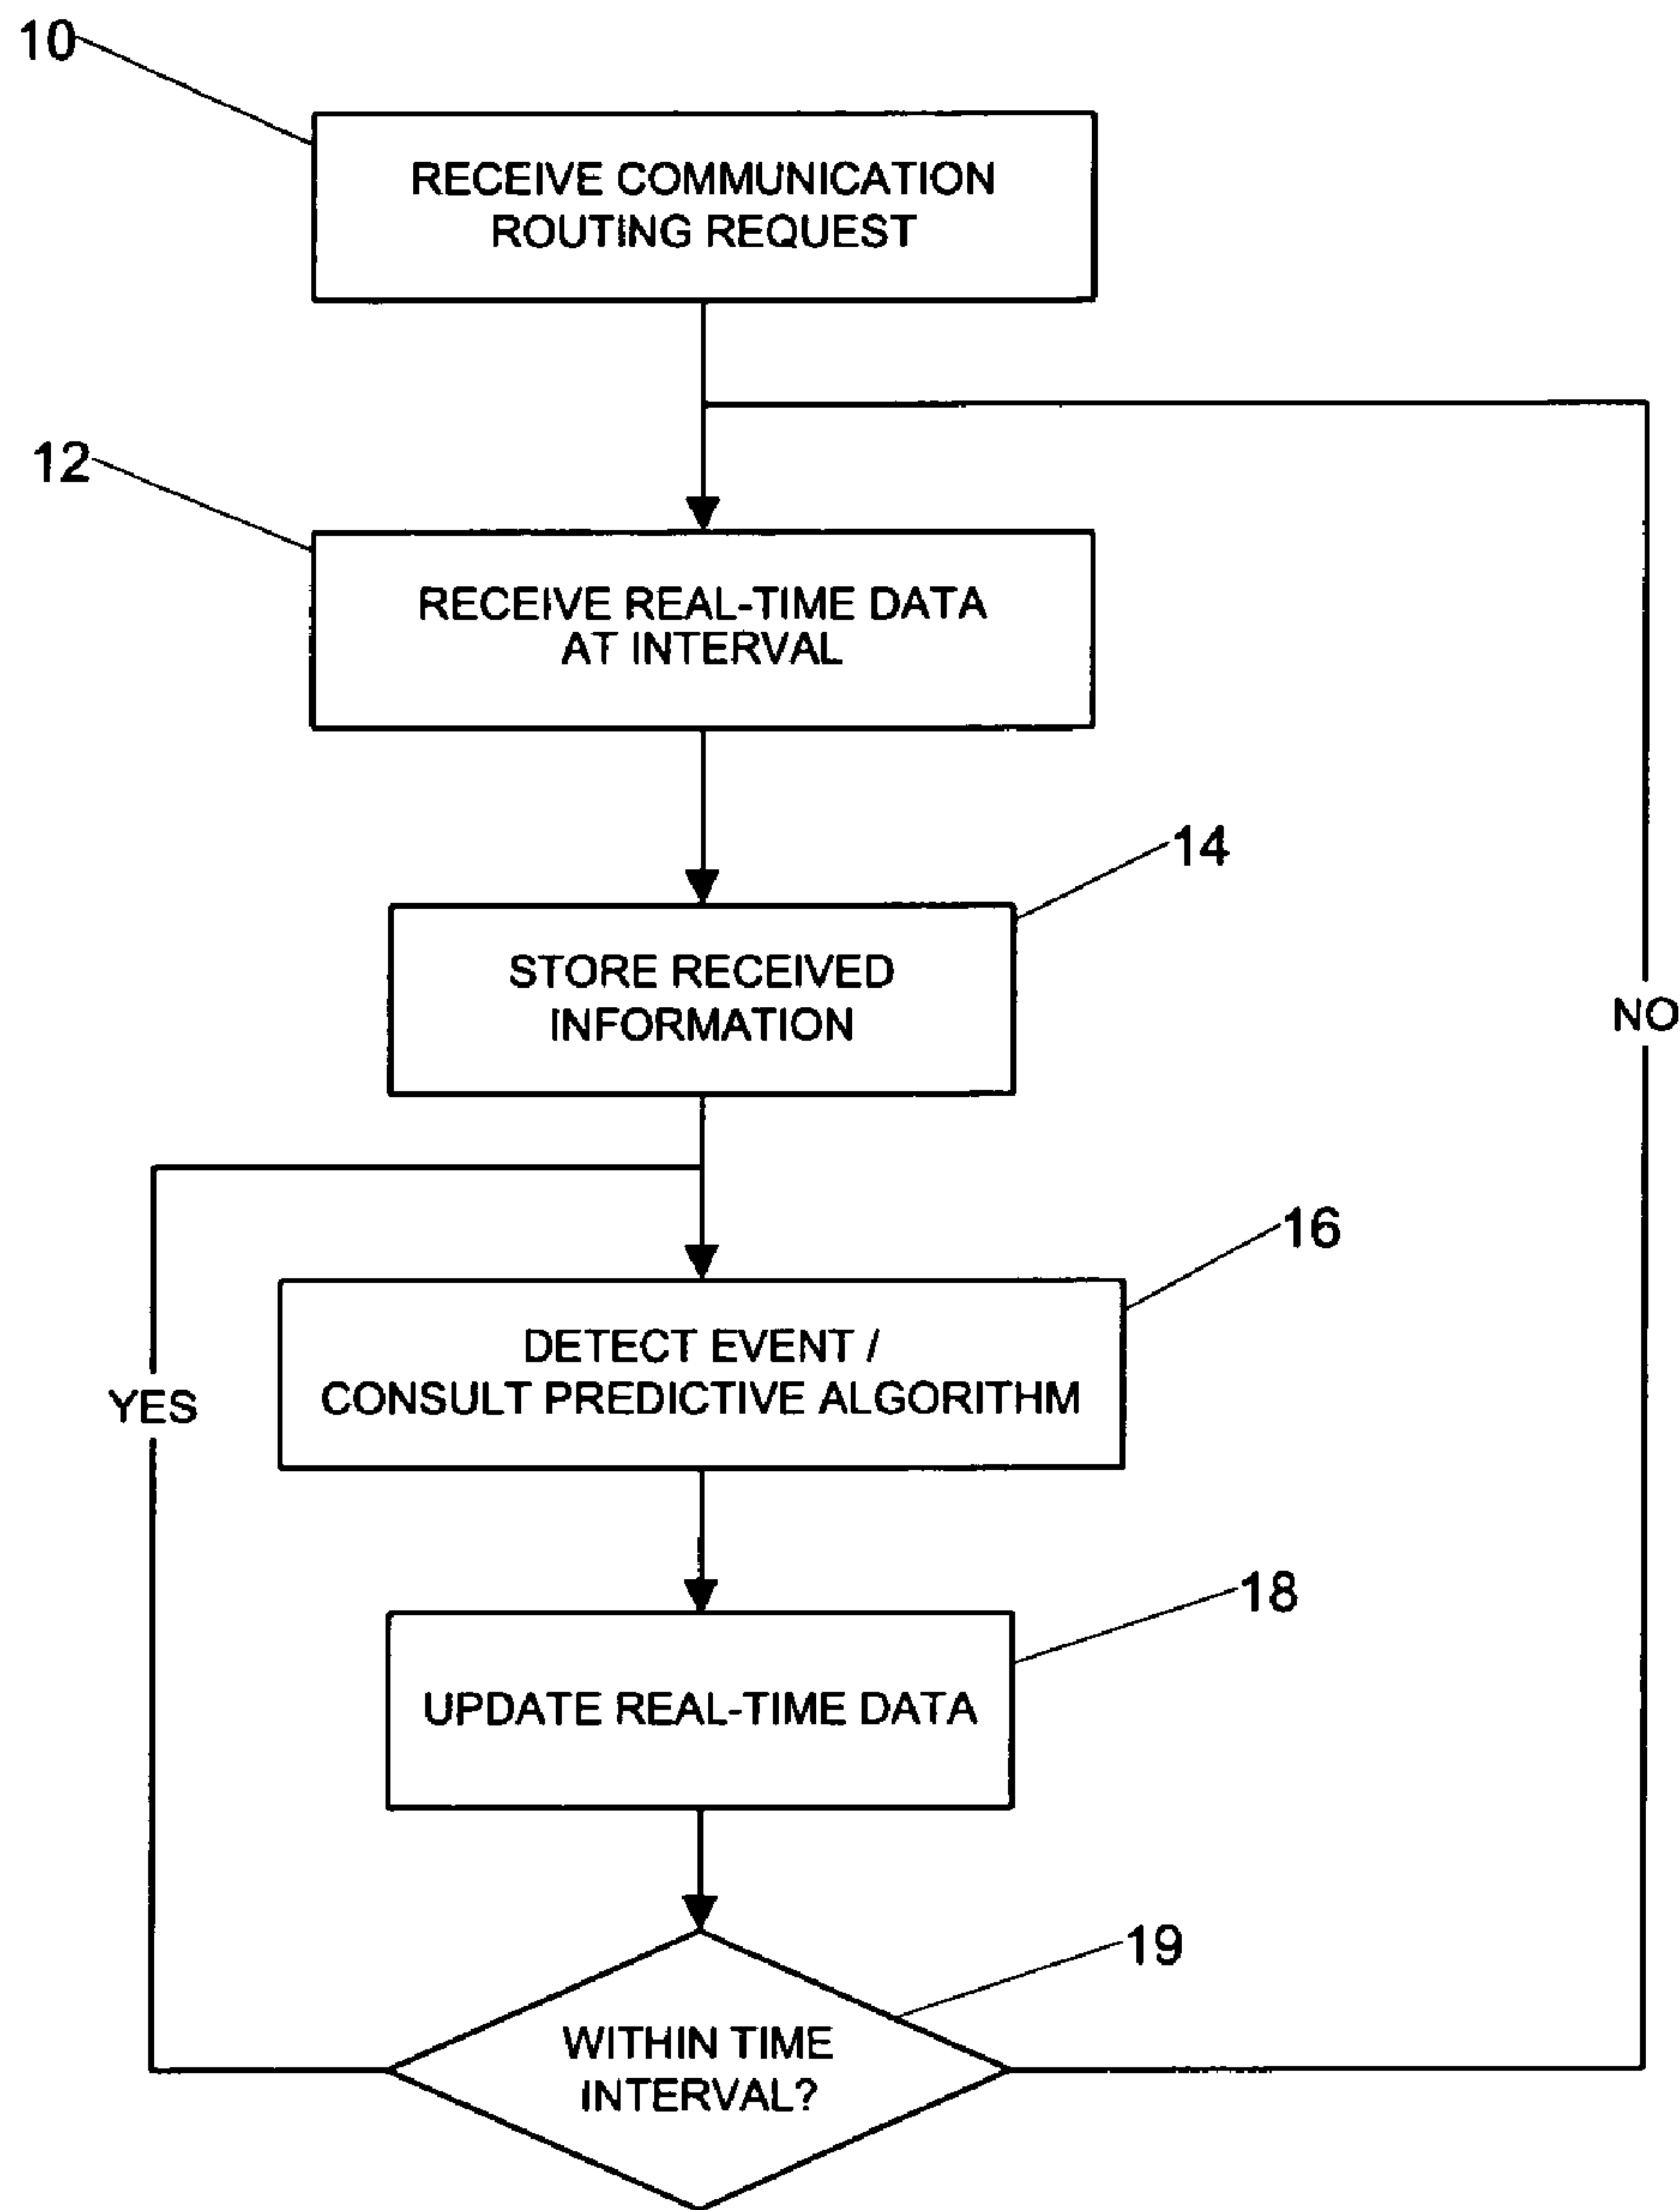 10
RECEIVE COMMUNICATION
ROUTING REQUEST
12
RECEIVE REAL-TIME DATA
AT INTERVAL
14
STORE RECEIVED
INFORMATION
NO
16
DETECT EVENT /
CONSULT PREDICTIVE ALGORITHM
YES
18
UPDATE REAL-TIME DATA
19
WITHIN TIME
INTERVAL?